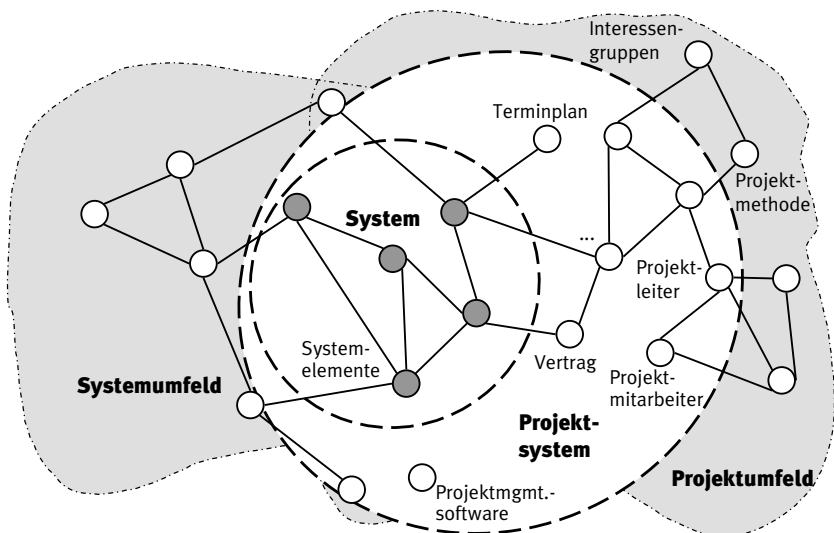 Interessen-
gruppen
Terminplan
Projekt-
methode
System
...
Projekt-
leiter
System-
elemente
Vertrag
Projekt-
mitarbeiter
Systemumfeld
Projekt-
system
Projektumfeld
Projektmgmt.-
software